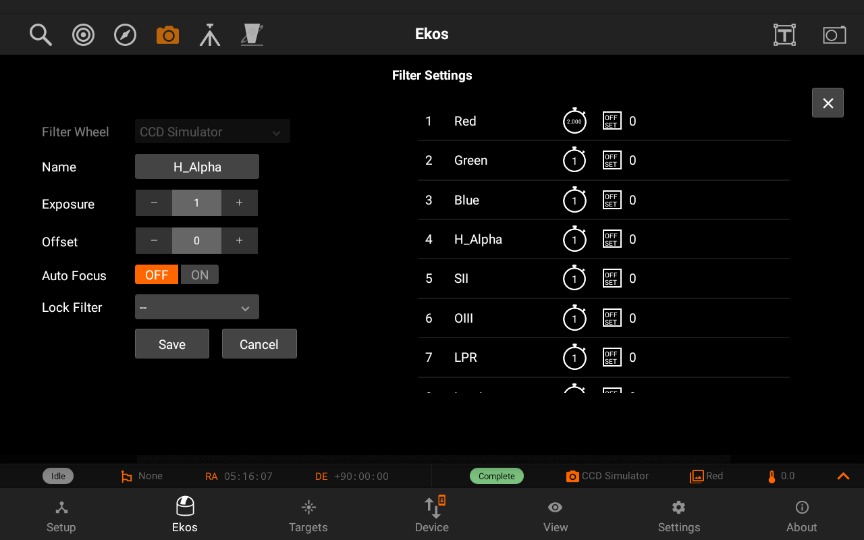 Ekos
Filter Settings
Filter Wheel CCD Simulator
Name H_Alpha
Exposure − 1 +
Offset − 0 +
Auto Focus OFF ON
Lock Filter --
Save Cancel
1 Red 2.000 OFF SET 0
2 Green 1 OFF SET 0
3 Blue 1 OFF SET 0
4 H_Alpha 1 OFF SET 0
5 SII 1 OFF SET 0
6 OIII 1 OFF SET 0
7 LPR 1 OFF SET 0
Idle None RA 05:16:07 DE +90:00:00 Complete CCD Simulator Red 0.0
Setup Ekos Targets Device View Settings About